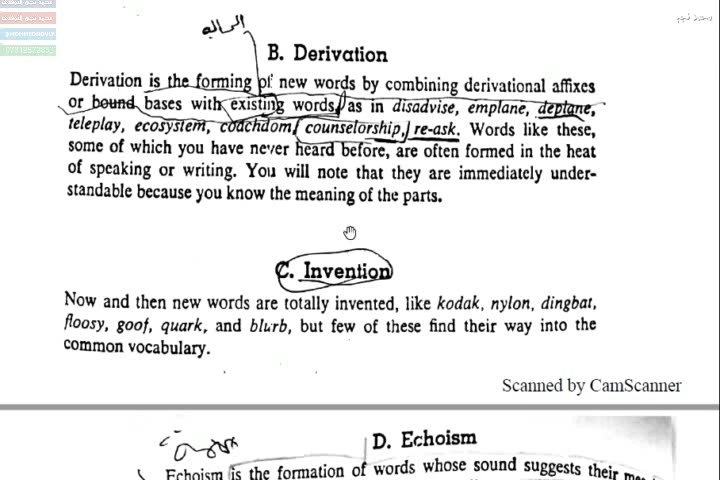 B. Derivation
Derivation is the forming of new words by combining derivational affixes
or bound bases with existing words, as in disadvise, emplane, deplane,
teleplay, ecosystem, coachdom, counselorship, re-ask. Words like these,
some of which you have never heard before, are often formed in the heat
of speaking or writing. You will note that they are immediately under-
standable because you know the meaning of the parts.
C. Invention
Now and then new words are totally invented, like kodak, nylon, dingbat,
floosy, goof, quark, and blurb, but few of these find their way into the
common vocabulary.
Scanned by CamScanner
D. Echoism
Echoism is the formation of words whose sound suggests their